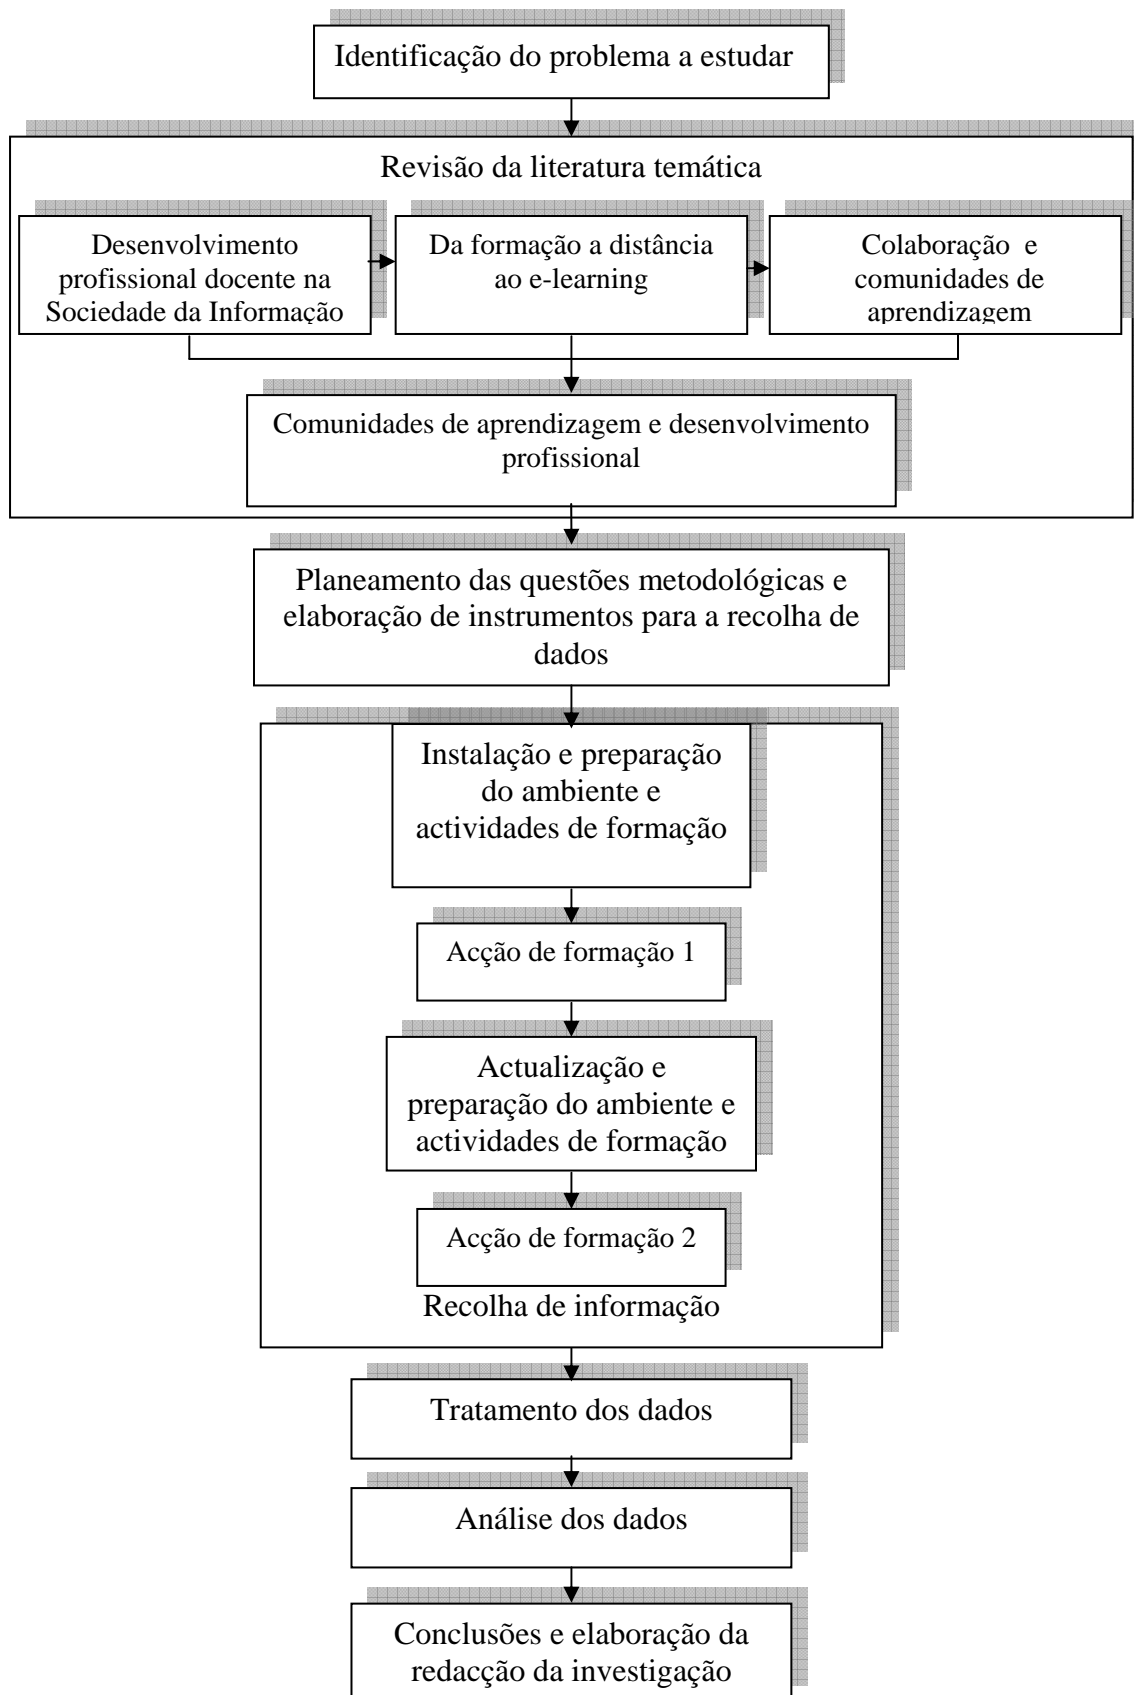 Identificação do problema a estudar
Revisão da literatura temática
Desenvolvimento
profissional docente na
Sociedade da Informação
Da formação a distância
ao e-learning
Colaboração e
comunidades de
aprendizagem
Comunidades de aprendizagem e desenvolvimento
profissional
Planeamento das questões metodológicas e
elaboração de instrumentos para a recolha de
dados
Instalação e preparação
do ambiente e
actividades de formação
Acção de formação 1
Actualização e
preparação do ambiente e
actividades de formação
Acção de formação 2
Recolha de informação
Tratamento dos dados
Análise dos dados
Conclusões e elaboração da
redacção da investigação